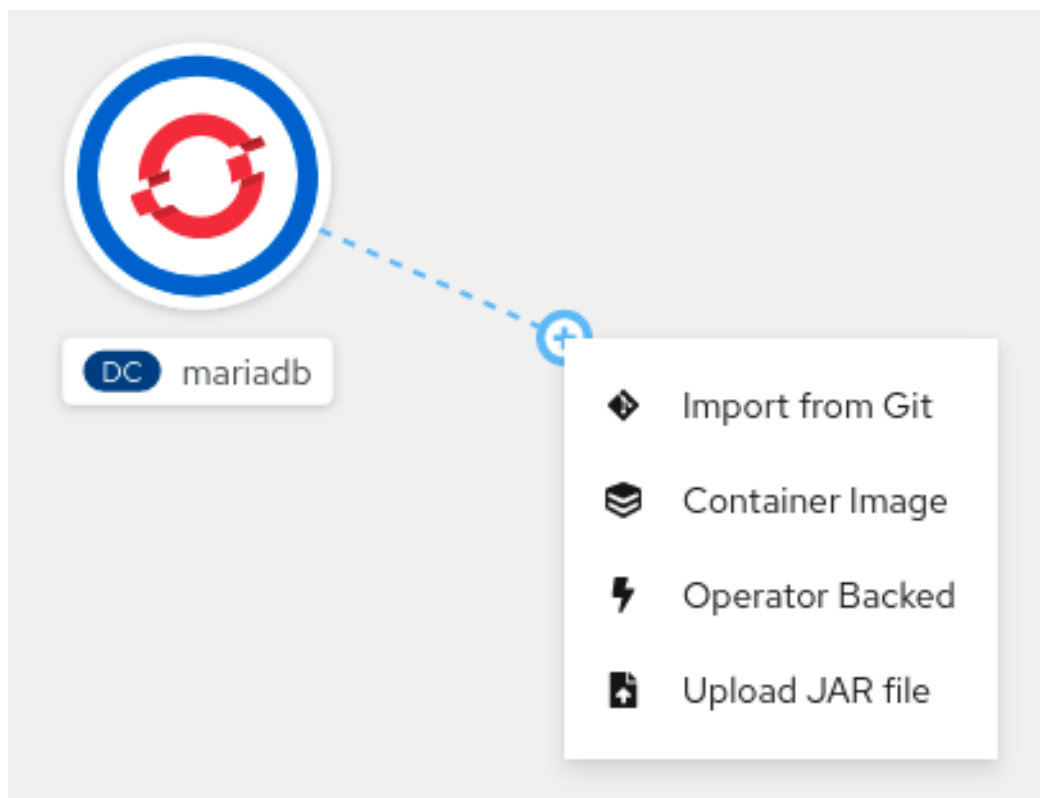 DC mariadb
Import from Git
Container Image
Operator Backed
Upload JAR file